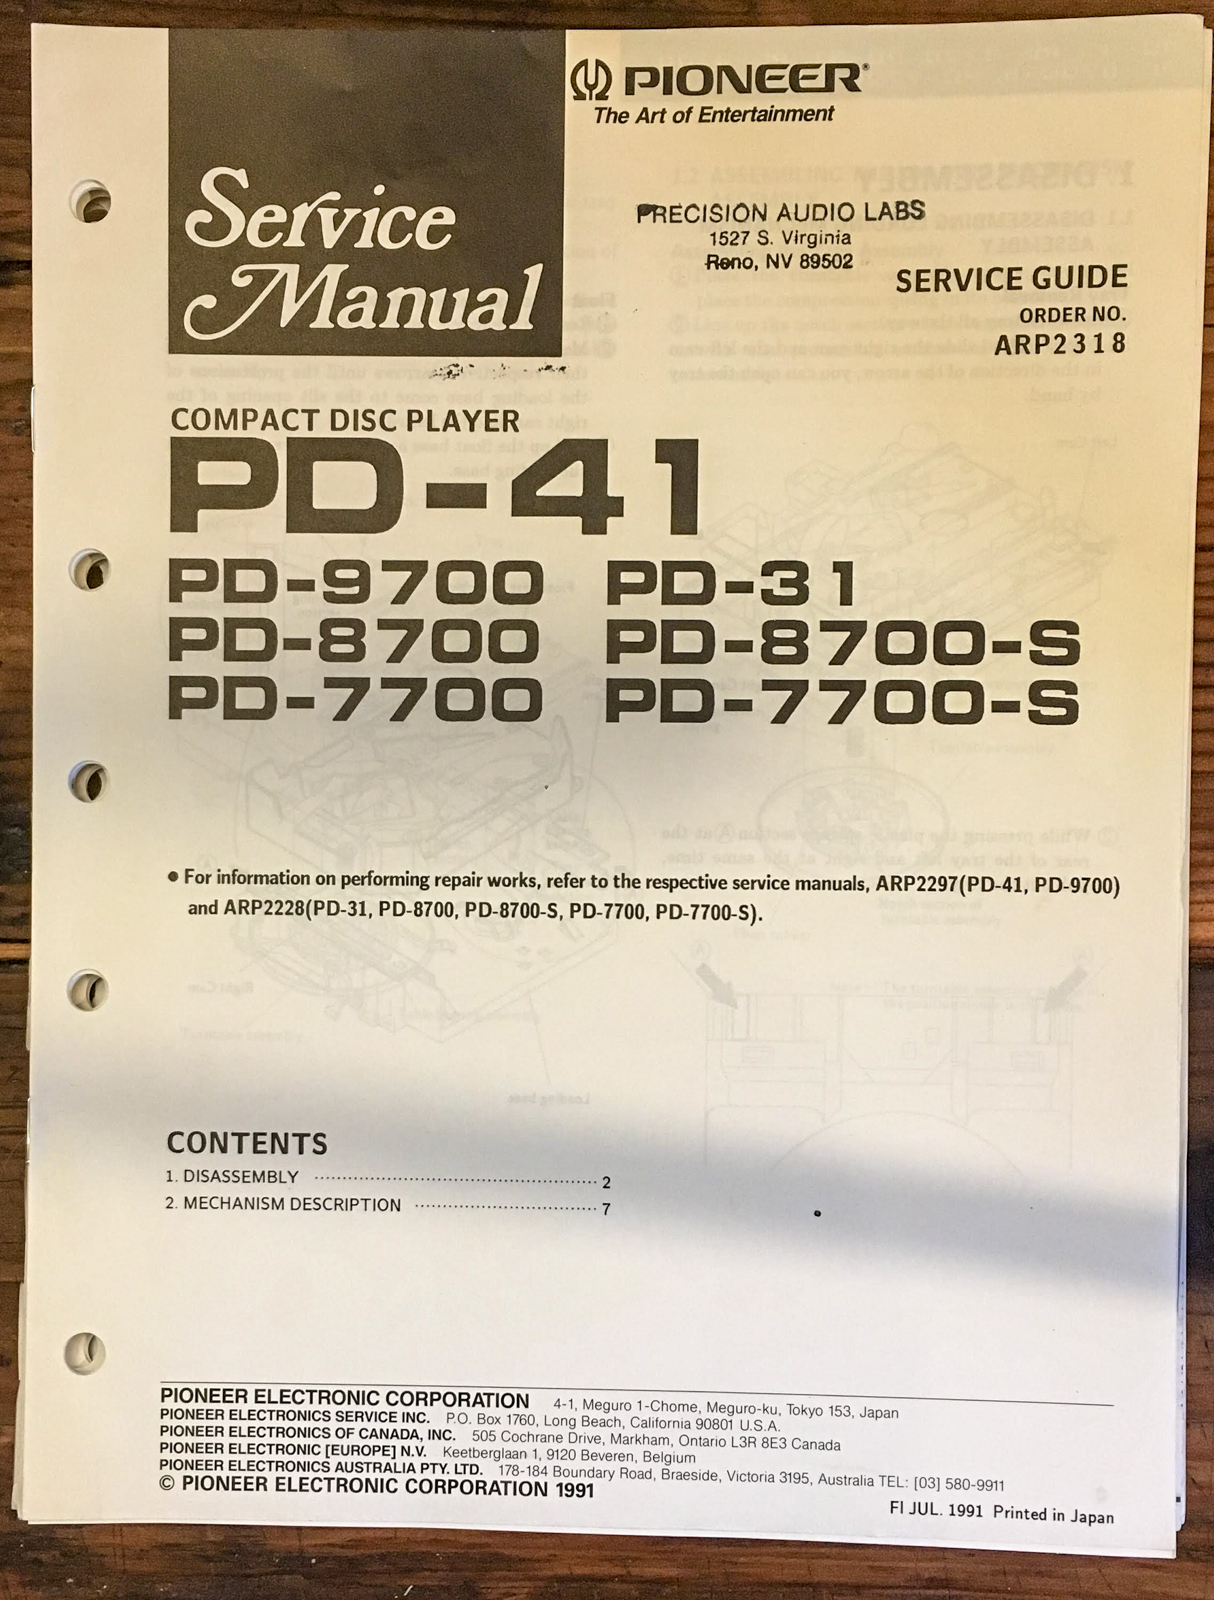 Service
Manual
PIONEER®
The Art of Entertainment
PRECISION AUDIO LABS
1527 S. Virginia
Reno, NV 89502
SERVICE GUIDE
ORDER NO.
ARP2318
COMPACT DISC PLAYER
PD-41
PD-9700 PD-31
PD-8700 PD-8700-S
PD-7700 PD-7700-S
● For information on performing repair works, refer to the respective service manuals, ARP2297(PD-41, PD-9700)
and ARP2228(PD-31, PD-8700, PD-8700-S, PD-7700, PD-7700-S).
CONTENTS
1. DISASSEMBLY ........................................ 2
2. MECHANISM DESCRIPTION ........................ 7
PIONEER ELECTRONIC CORPORATION 4-1, Meguro 1-Chome, Meguro-ku, Tokyo 153, Japan
PIONEER ELECTRONICS SERVICE INC. P.O. Box 1760, Long Beach, California 90801 U.S.A.
PIONEER ELECTRONICS OF CANADA, INC. 505 Cochrane Drive, Markham, Ontario L3R 8E3 Canada
PIONEER ELECTRONIC [EUROPE] N.V. Keetberglaan 1, 9120 Beveren, Belgium
PIONEER ELECTRONICS AUSTRALIA PTY. LTD. 178-184 Boundary Road, Braeside, Victoria 3195, Australia TEL: [03] 580-9911
© PIONEER ELECTRONIC CORPORATION 1991
FI JUL. 1991 Printed in Japan